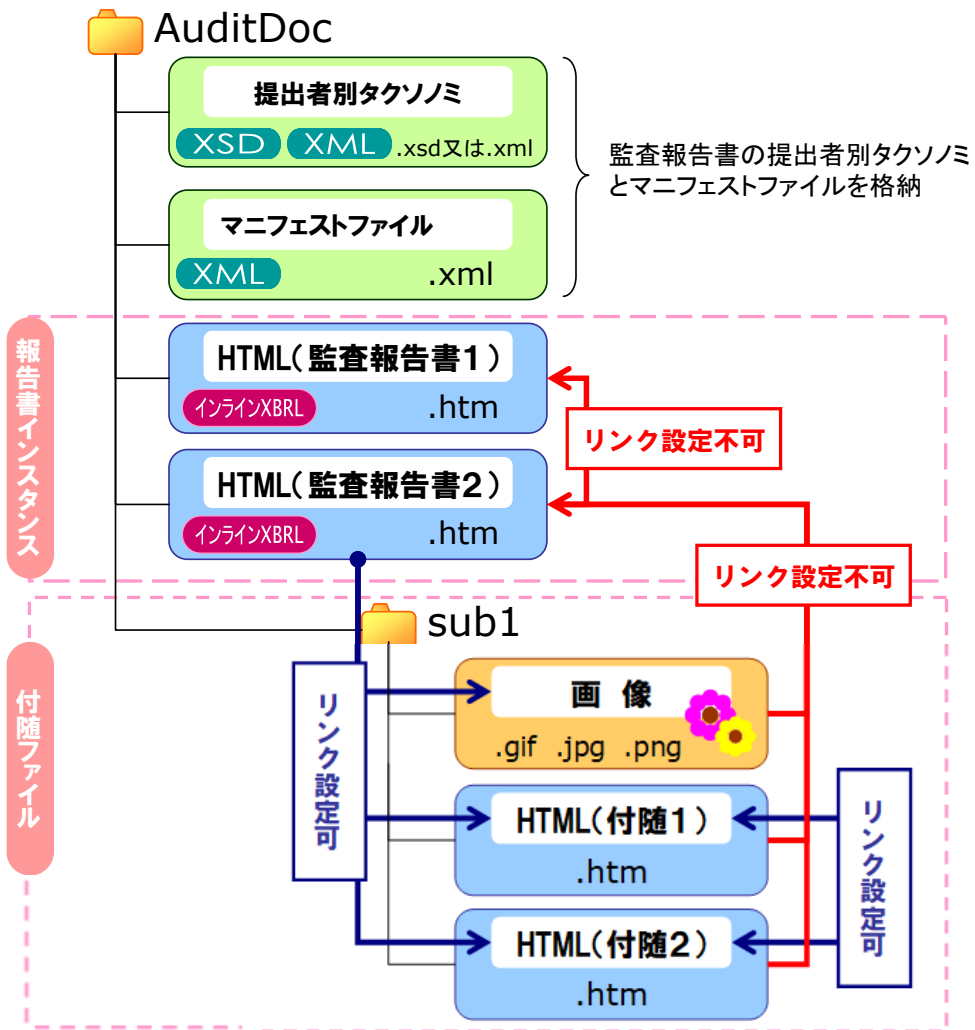 AuditDoc
提出者別タクソノミ
XSD XML .xsd又は.xml
監査報告書の提出者別タクソノミ
とマニフェストファイルを格納
マニフェストファイル
XML .xml
報告書インスタンス
HTML(監査報告書1)
インラインXBRL .htm
リンク設定不可
HTML(監査報告書2)
インラインXBRL .htm
リンク設定不可
付随ファイル
sub1
リンク設定可
画 像
.gif .jpg .png
HTML(付随1)
.htm
リンク設定可
HTML(付随2)
.htm